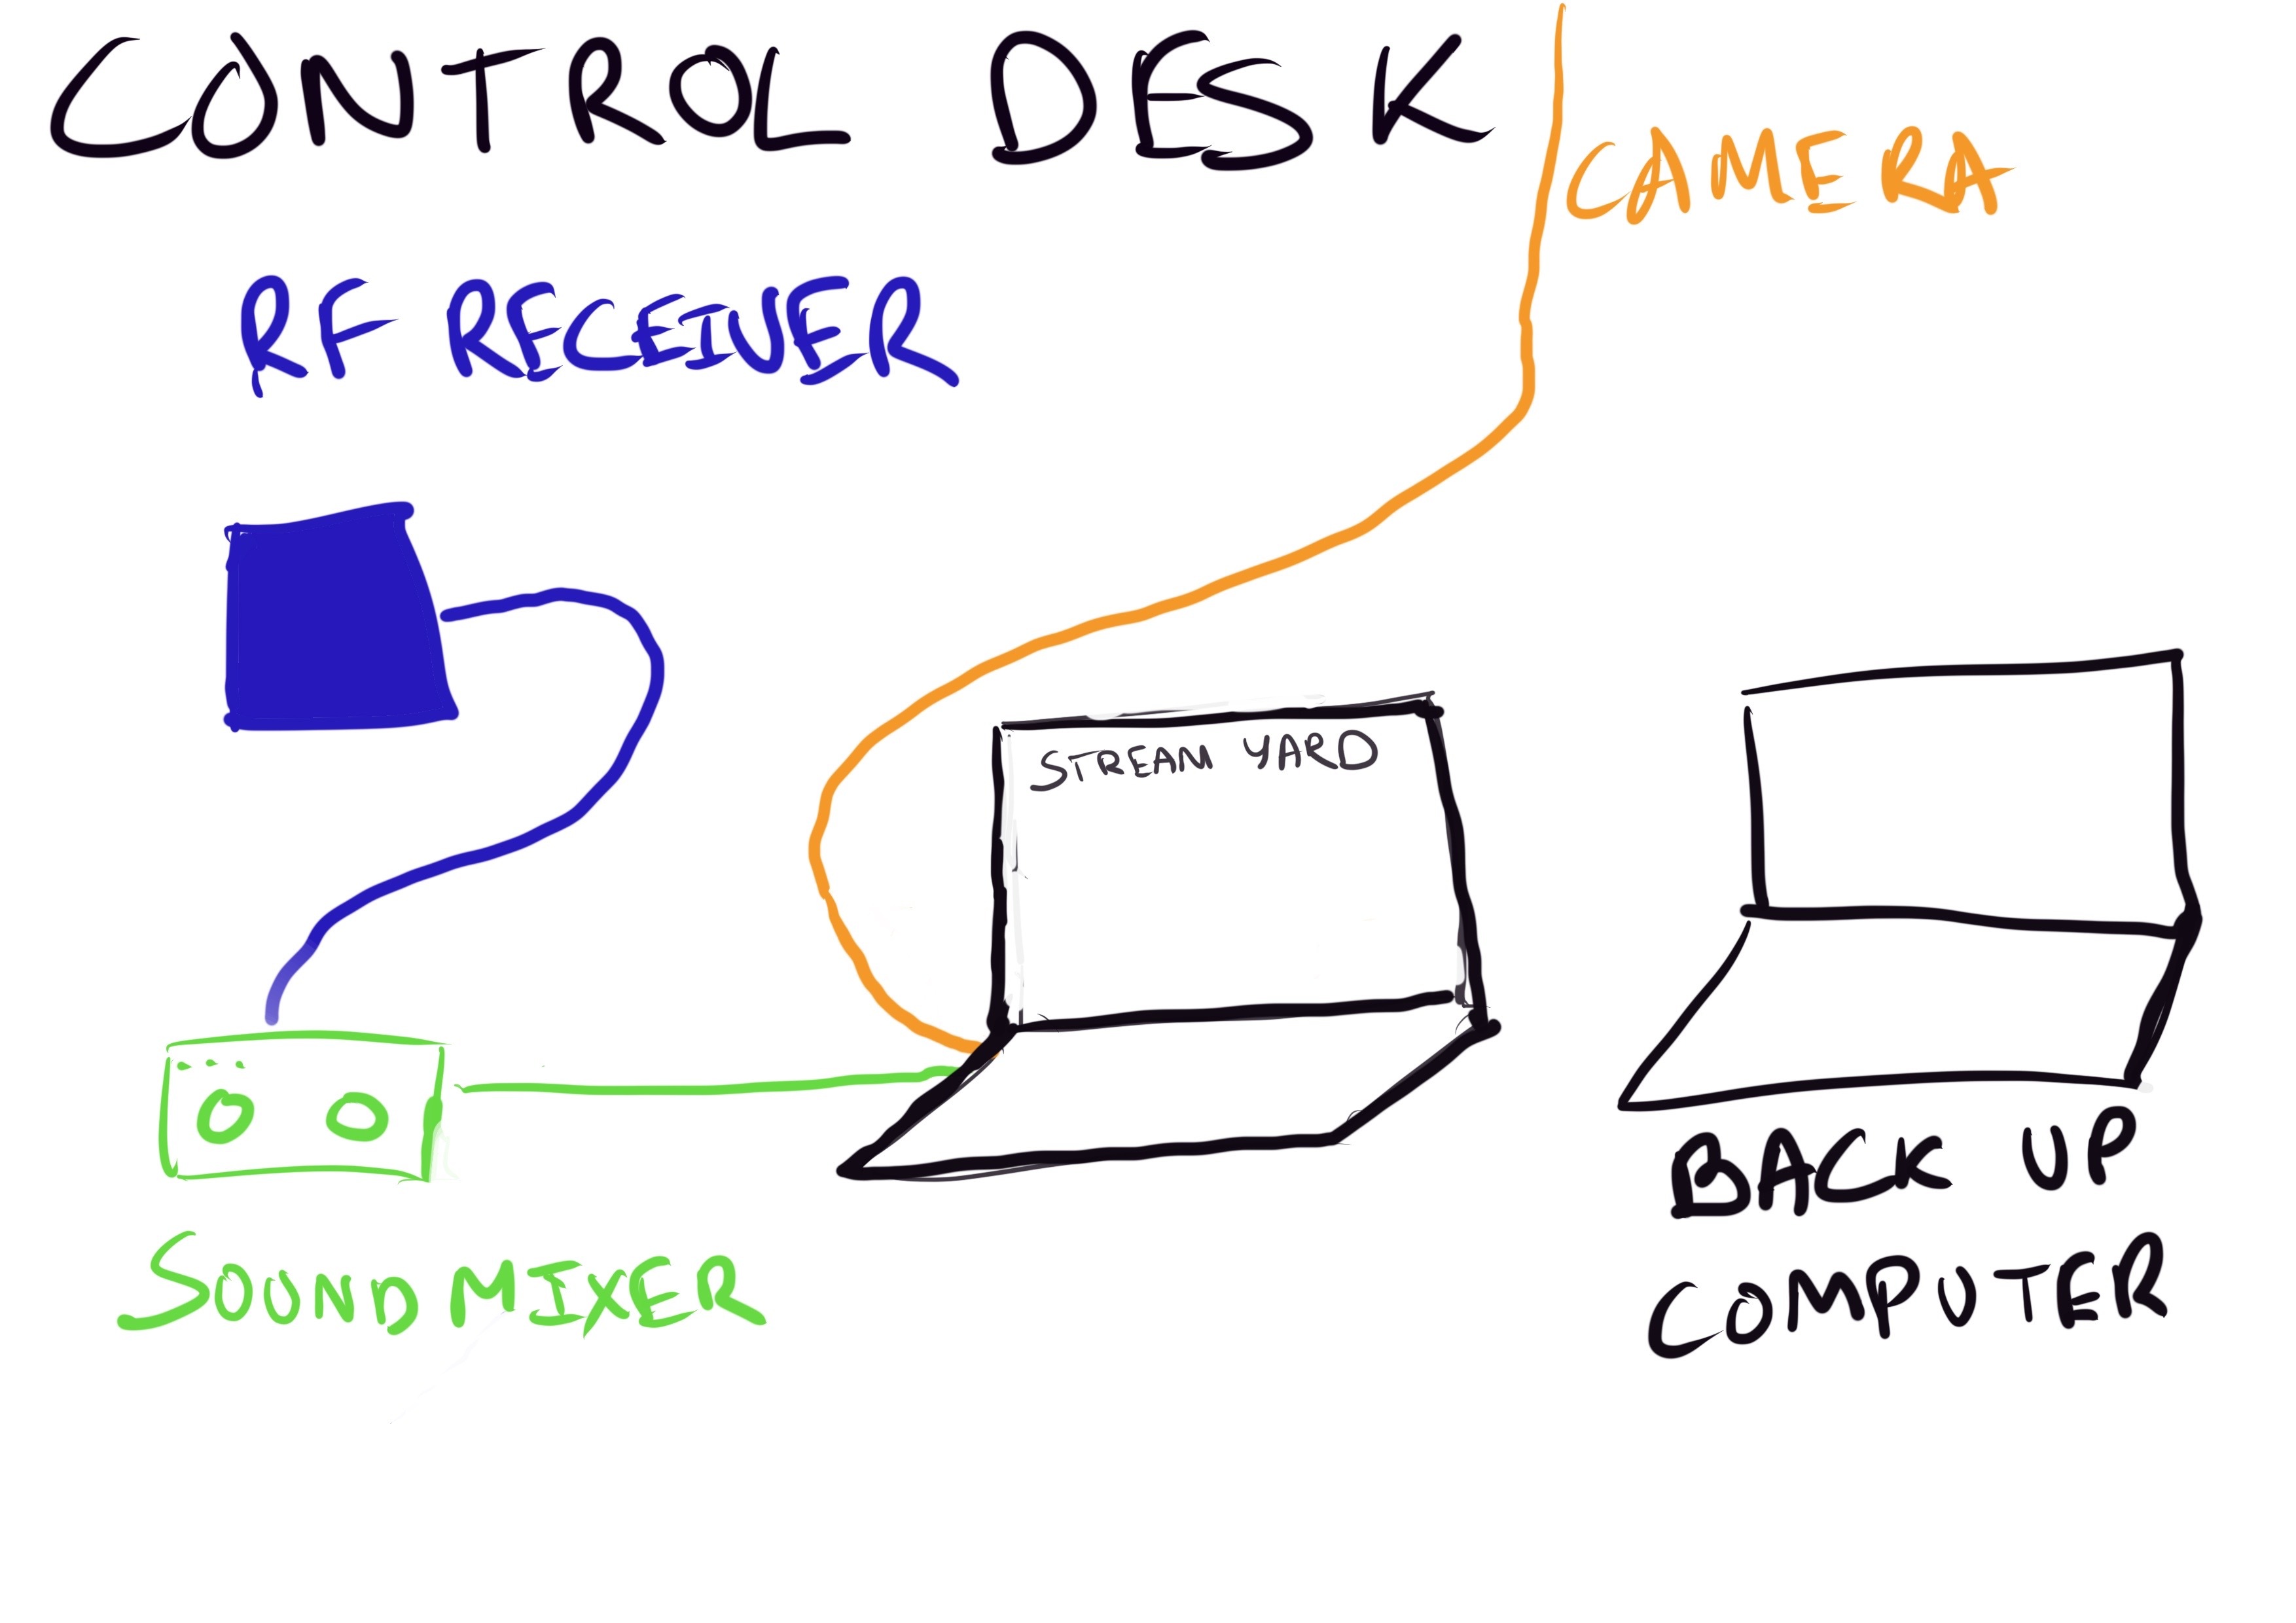 CONTROL DESK
CAMERA
RF RECEIVER
STREAM YARD
BACK UP
COMPUTER
SOUND MIXER